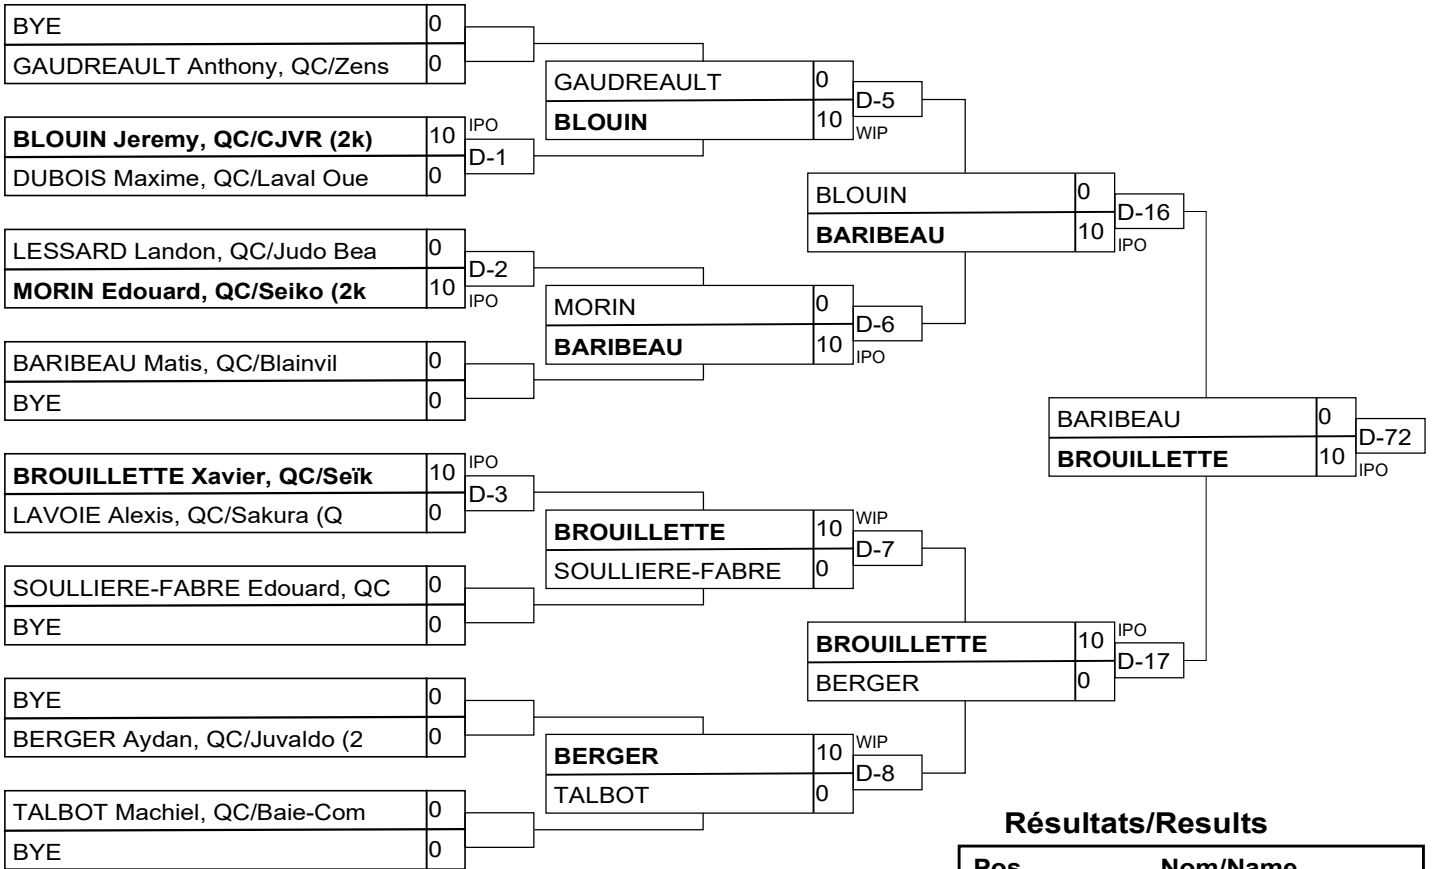 BYE 0
GAUDREAULT Anthony, QC/Zens 0
BLOUIN Jeremy, QC/CJVR (2k) 10 IPO
D-1
DUBOIS Maxime, QC/Laval Oue 0
LESSARD Landon, QC/Judo Bea 0
D-2
MORIN Edouard, QC/Seiko (2k 10 IPO
BARIBEAU Matis, QC/Blainvil 0
BYE 0
BROUILLETTE Xavier, QC/Seïk 10 IPO
D-3
LAVOIE Alexis, QC/Sakura (Q 0
SOULLIERE-FABRE Edouard, QC 0
BYE 0
BYE 0
BERGER Aydan, QC/Juvaldo (2 0
TALBOT Machiel, QC/Baie-Com 0
BYE 0
GAUDREAULT 0
D-5
BLOUIN 10 WIP
MORIN 0
D-6
BARIBEAU 10 IPO
BROUILLETTE 10 WIP
D-7
SOULLIERE-FABRE 0
BERGER 10 WIP
D-8
TALBOT 0
BLOUIN 0
D-16
BARIBEAU 10 IPO
BROUILLETTE 10 IPO
D-17
BERGER 0
BARIBEAU 0
D-72
BROUILLETTE 10 IPO
Résultats/Results
Pos Nom/Name